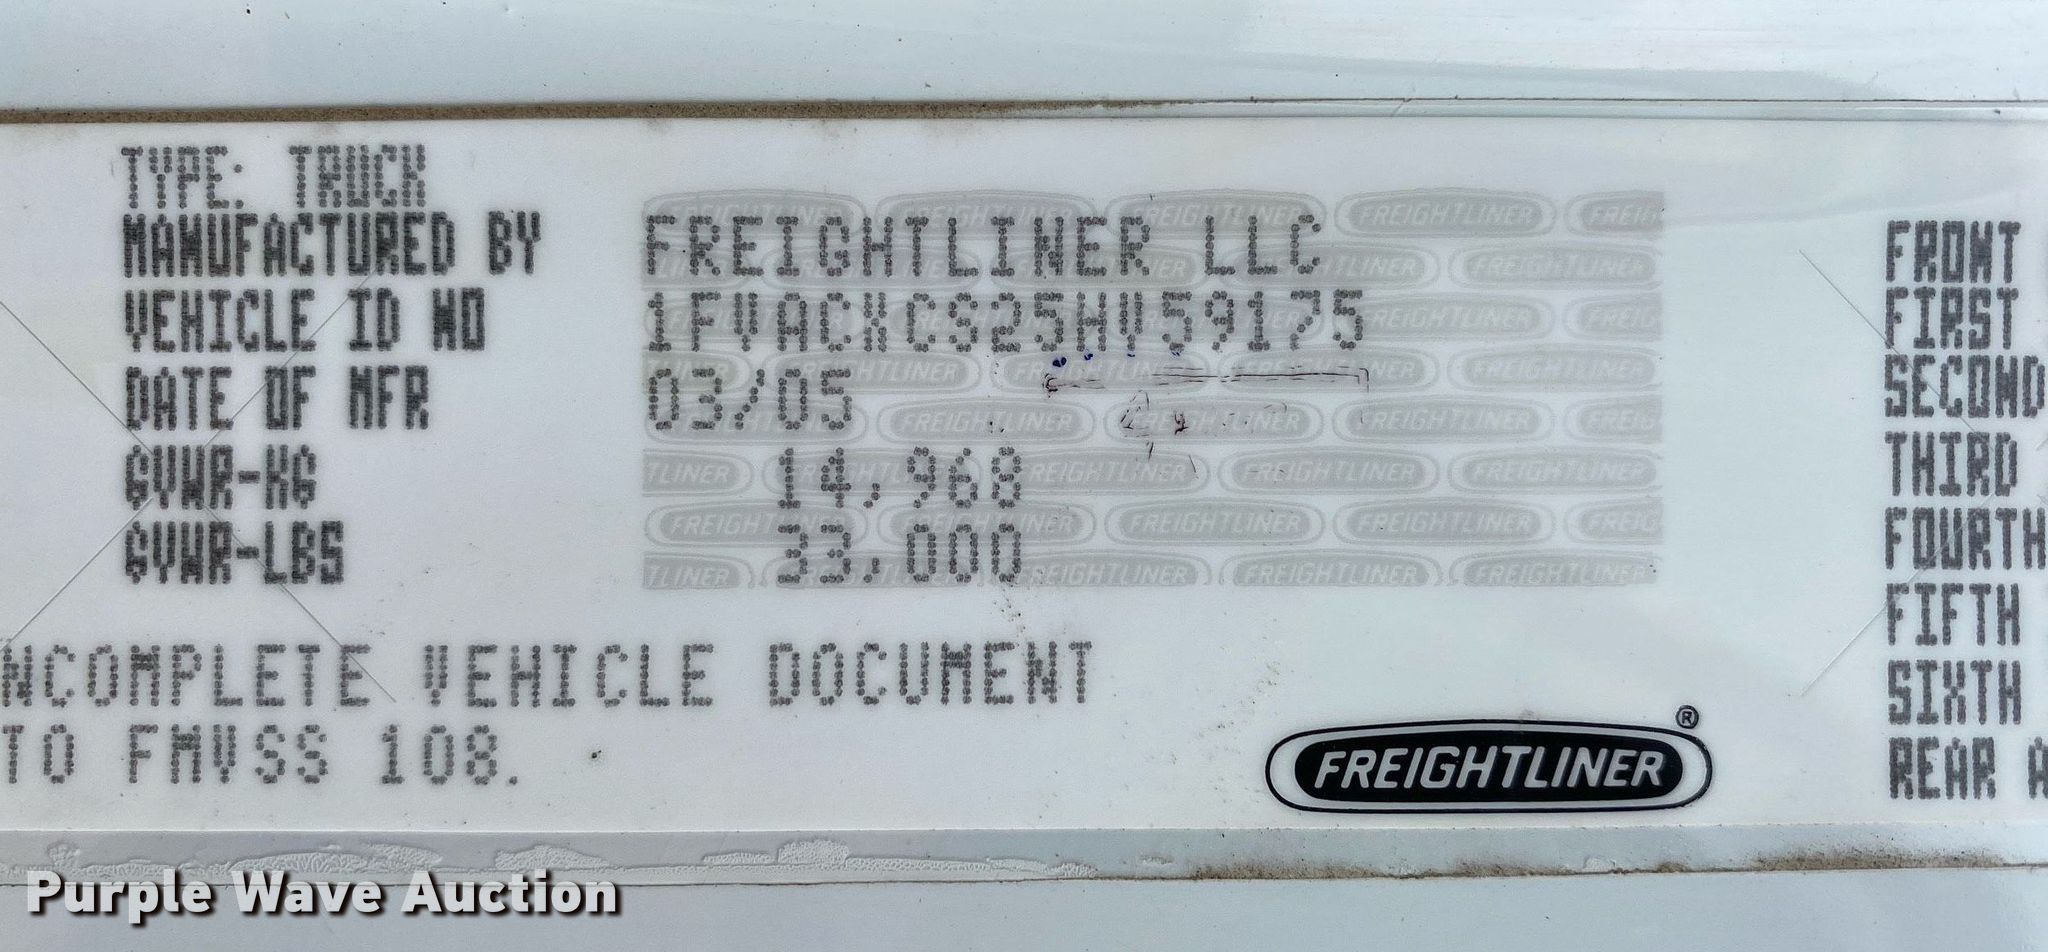 TYPE: TRUCK
MANUFACTURED BY FREIGHTLINER LLC
VEHICLE ID NO 1FVACXCS25HV59175
DATE OF MFR 03/05
GVWR-KG 14,968
GVWR-LBS 33,000
NCOMPLETE VEHICLE DOCUMENT
TO FMVSS 108.
FREIGHTLINER®
FRONT
FIRST
SECOND
THIRD
FOURTH
FIFTH
SIXTH
REAR A
Purple Wave Auction